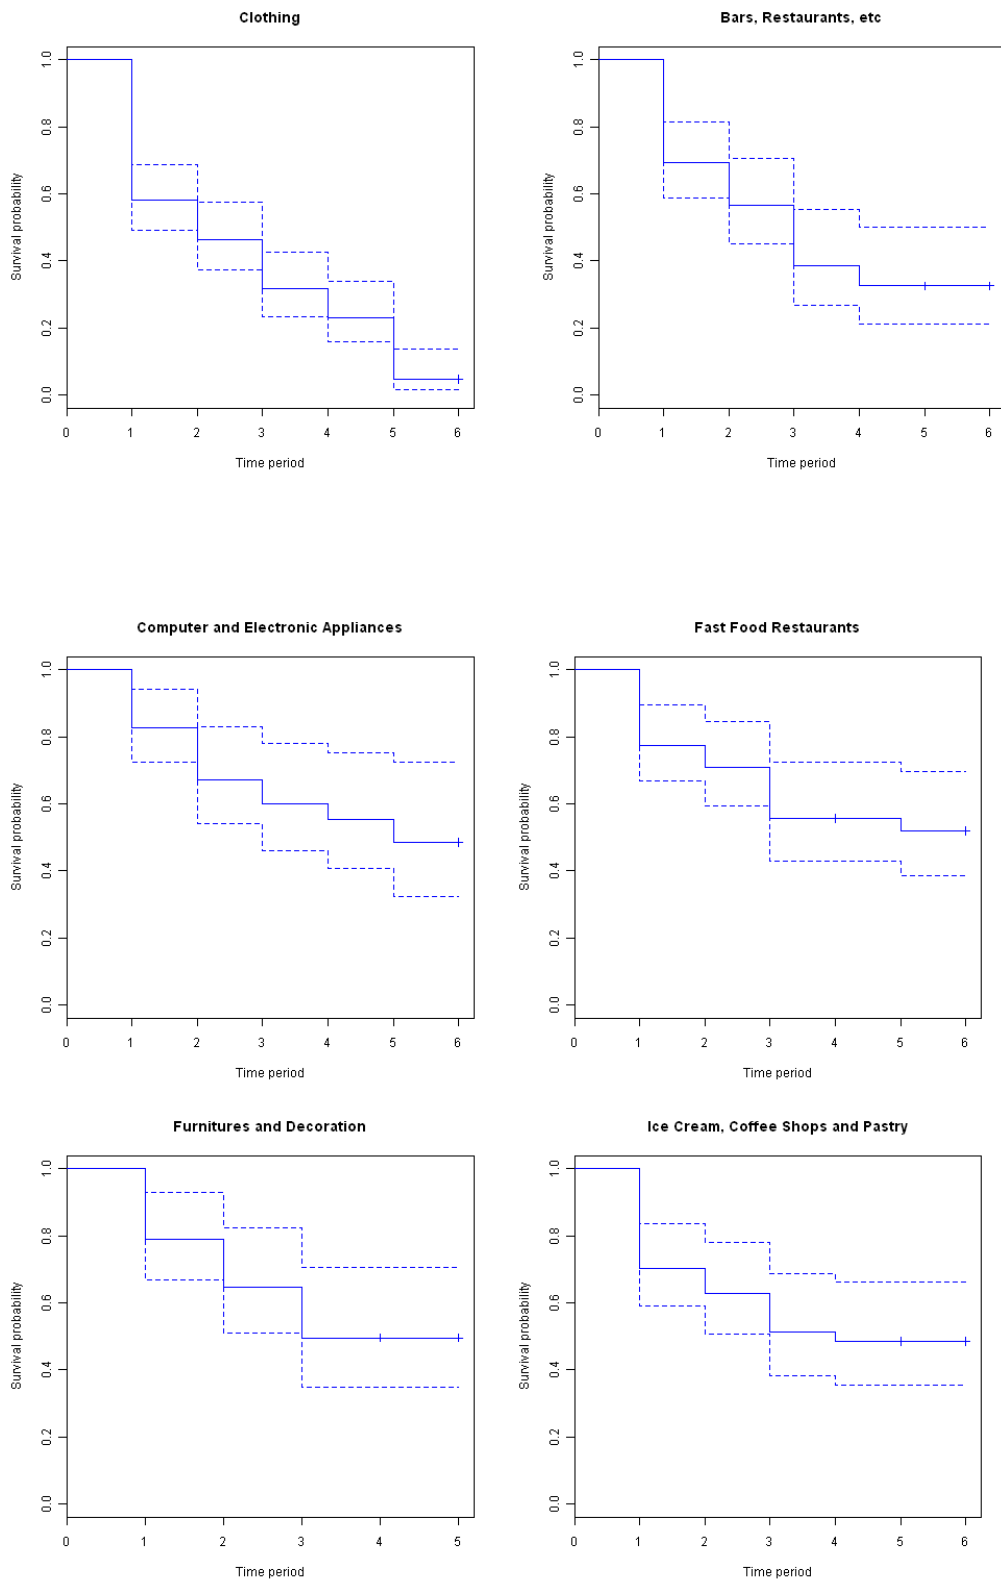 Clothing
Bars, Restaurants, etc
Survival probability
1.0
0.8
0.6
0.4
0.2
0.0
0 1 2 3 4 5 6
Time period
Survival probability
1.0
0.8
0.6
0.4
0.2
0.0
0 1 2 3 4 5 6
Time period
Computer and Electronic Appliances
Fast Food Restaurants
Survival probability
1.0
0.8
0.6
0.4
0.2
0.0
0 1 2 3 4 5 6
Time period
Survival probability
1.0
0.8
0.6
0.4
0.2
0.0
0 1 2 3 4 5 6
Time period
Furnitures and Decoration
Ice Cream, Coffee Shops and Pastry
Survival probability
1.0
0.8
0.6
0.4
0.2
0.0
0 1 2 3 4 5
Time period
Survival probability
1.0
0.8
0.6
0.4
0.2
0.0
0 1 2 3 4 5 6
Time period